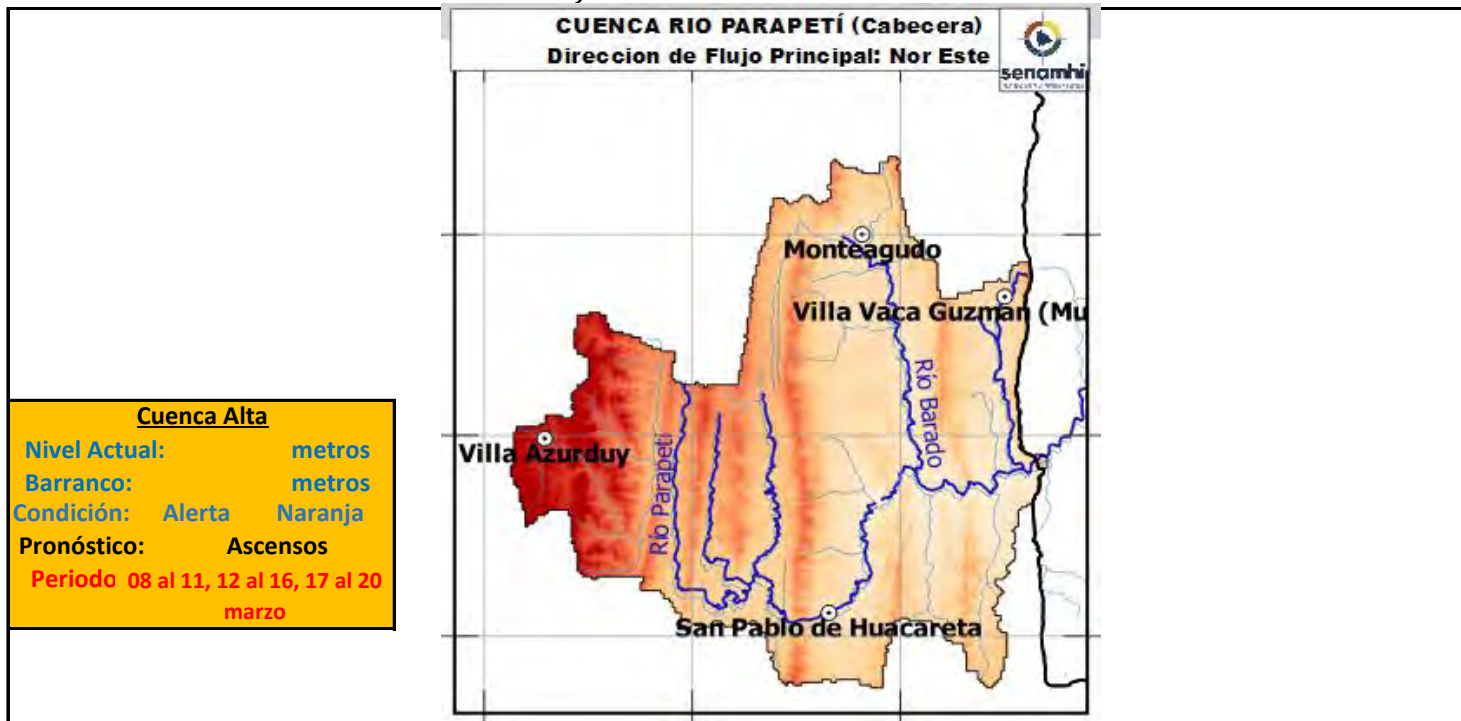 CUENCA RIO PARAPETÍ (Cabecera)
Direccion de Flujo Principal: Nor Este
senamhi
Monteagudo
Villa Vaca Guzmán (Mu
Río Barado
Villa Azurduy
Río Parapetí
San Pablo de Huacareta
Cuenca Alta
Nivel Actual: metros
Barranco: metros
Condición: Alerta Naranja
Pronóstico: Ascensos
Periodo 08 al 11, 12 al 16, 17 al 20
marzo